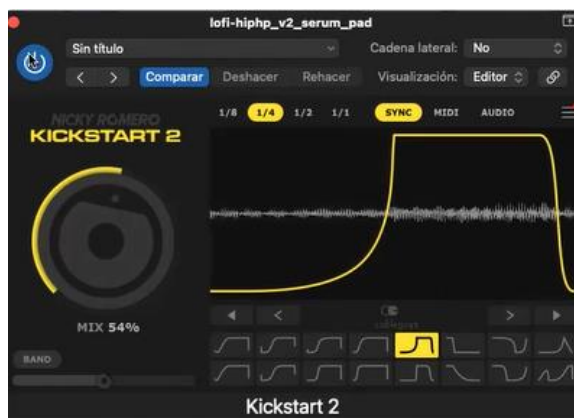 lofi-hiphp_v2_serum_pad
Sin título
Cadena lateral: No
Comparar Deshacer Rehacer Visualización: Editor
NICKY ROMERO
KICKSTART 2
1/8 1/4 1/2 1/1 SYNC MIDI AUDIO
MIX 54%
BAND
Kickstart 2